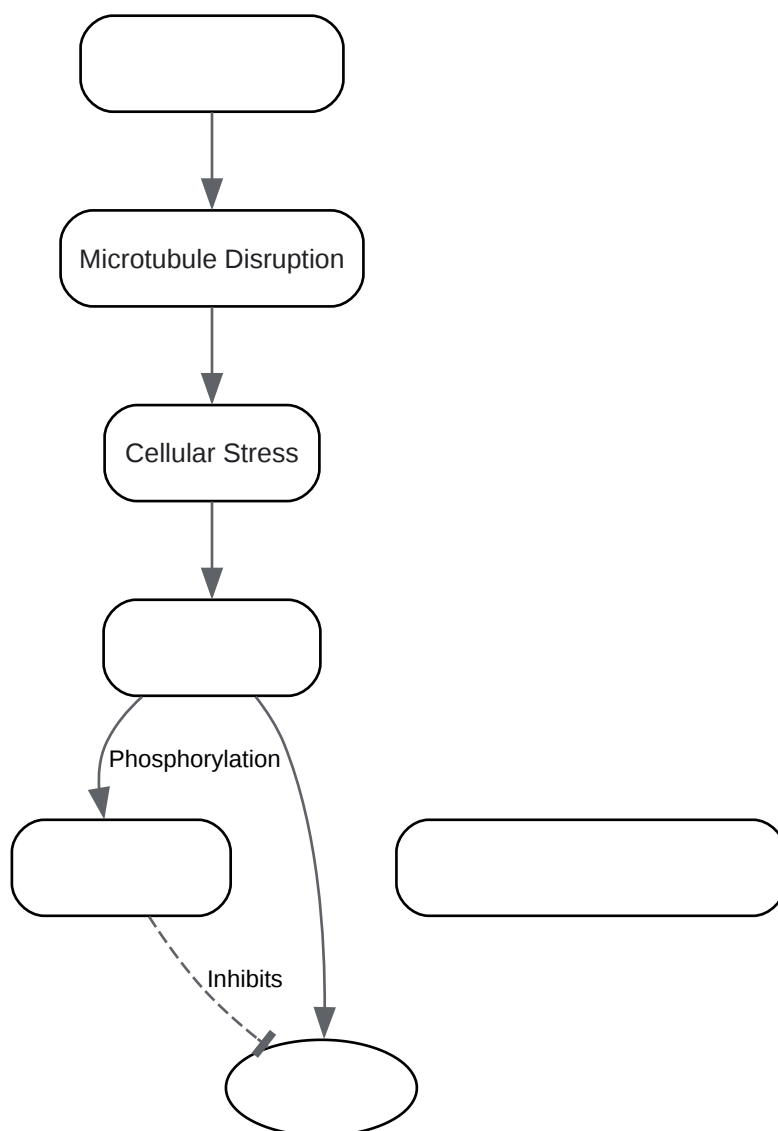 Microtubule Disruption
Cellular Stress
Phosphorylation
Inhibits